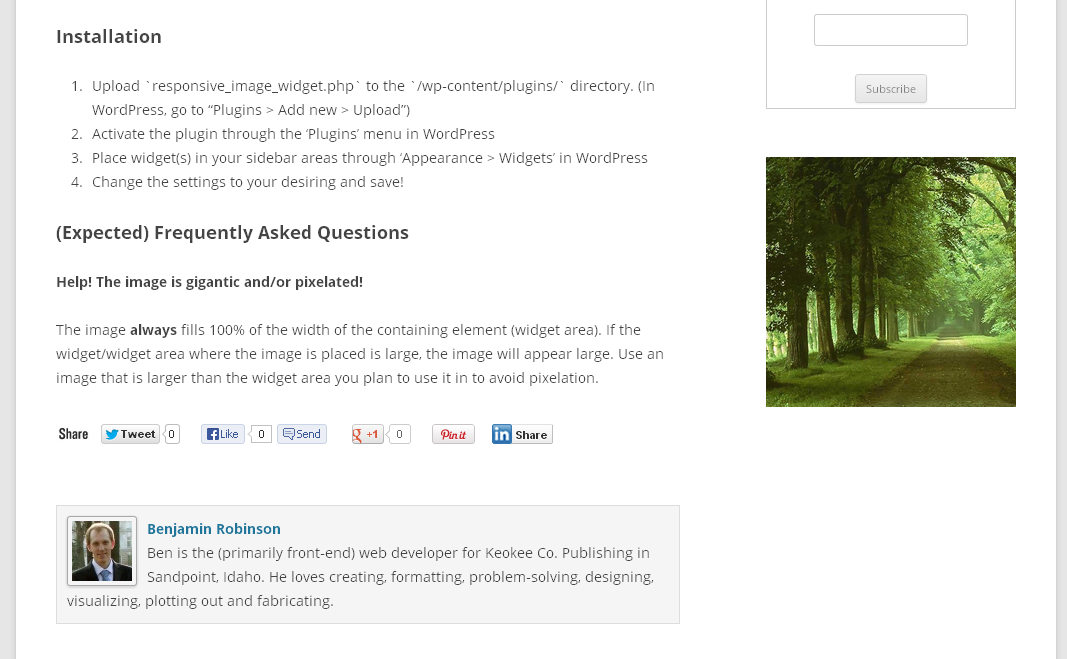 Installation
1. Upload `responsive_image_widget.php` to the `/wp-content/plugins/` directory. (In
WordPress, go to “Plugins > Add new > Upload”)
2. Activate the plugin through the ‘Plugins’ menu in WordPress
3. Place widget(s) in your sidebar areas through ‘Appearance > Widgets’ in WordPress
4. Change the settings to your desiring and save!
(Expected) Frequently Asked Questions
Help! The image is gigantic and/or pixelated!
The image always fills 100% of the width of the containing element (widget area). If the
widget/widget area where the image is placed is large, the image will appear large. Use an
image that is larger than the widget area you plan to use it in to avoid pixelation.
Share Tweet 0 Like 0 Send +1 0 Pin it in Share
Benjamin Robinson
Ben is the (primarily front-end) web developer for Keokee Co. Publishing in
Sandpoint, Idaho. He loves creating, formatting, problem-solving, designing,
visualizing, plotting out and fabricating.
Subscribe